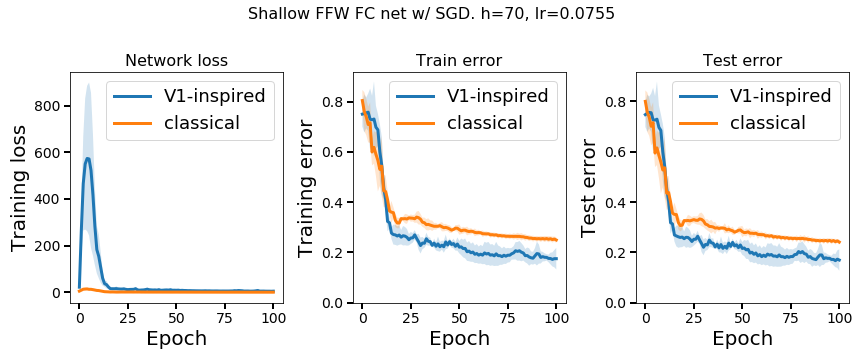 Shallow FFW FC net w/ SGD. h=70, lr=0.0755
Network loss
Training loss
800
600
400
200
0
0 25 50 75 100
Epoch
V1-inspired
classical
Train error
Training error
0.8
0.6
0.4
0.2
0.0
0 25 50 75 100
Epoch
V1-inspired
classical
Test error
Test error
0.8
0.6
0.4
0.2
0.0
0 25 50 75 100
Epoch
V1-inspired
classical